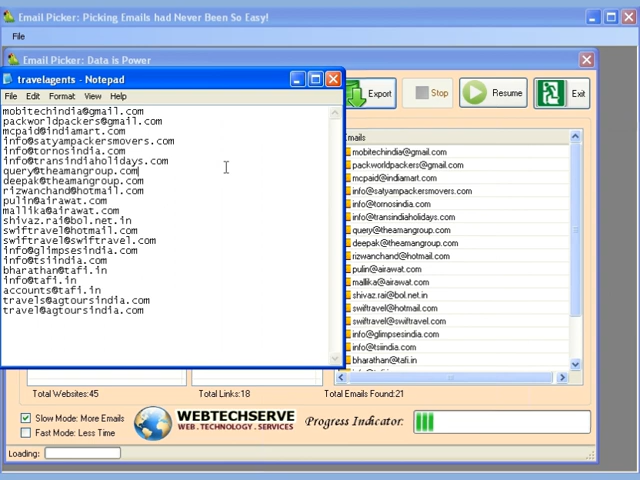 Email Picker: Picking Emails had Never Been So Easy!
File
Email Picker: Data is Power
travelagents - Notepad
File Edit Format View Help
mobitechindia@gmail.com
packworldpackers@gmail.com
mcpaid@indiamart.com
info@satyampackersmovers.com
info@tornosindia.com
info@transindiaholidays.com
query@theamangroup.com
deepak@theamangroup.com
rizwanchand@hotmail.com
pulin@airawat.com
mallika@airawat.com
shivaz.rai@bol.net.in
swiftravel@hotmail.com
swiftravel@swiftravel.com
info@glimpsesindia.com
info@tsiindia.com
bharathan@tafi.in
info@tafi.in
accounts@tafi.in
travels@agtoursindia.com
travel@agtoursindia.com
Export Stop Resume Exit
Emails
mobitechindia@gmail.com
packworldpackers@gmail.com
mcpaid@indiamart.com
info@satyampackersmovers.com
info@tornosindia.com
info@transindiaholidays.com
query@theamangroup.com
deepak@theamangroup.com
rizwanchand@hotmail.com
pulin@airawat.com
mallika@airawat.com
shivaz.rai@bol.net.in
swiftravel@hotmail.com
swiftravel@swiftravel.com
info@glimpsesindia.com
info@tsiindia.com
bharathan@tafi.in
Total Websites:45 Total Links:18 Total Emails Found:21
Slow Mode: More Emails
Fast Mode: Less Time
WEBTECHSERVE
WEB.TECHNOLOGY.SERVICES
Progress Indicator:
Loading: